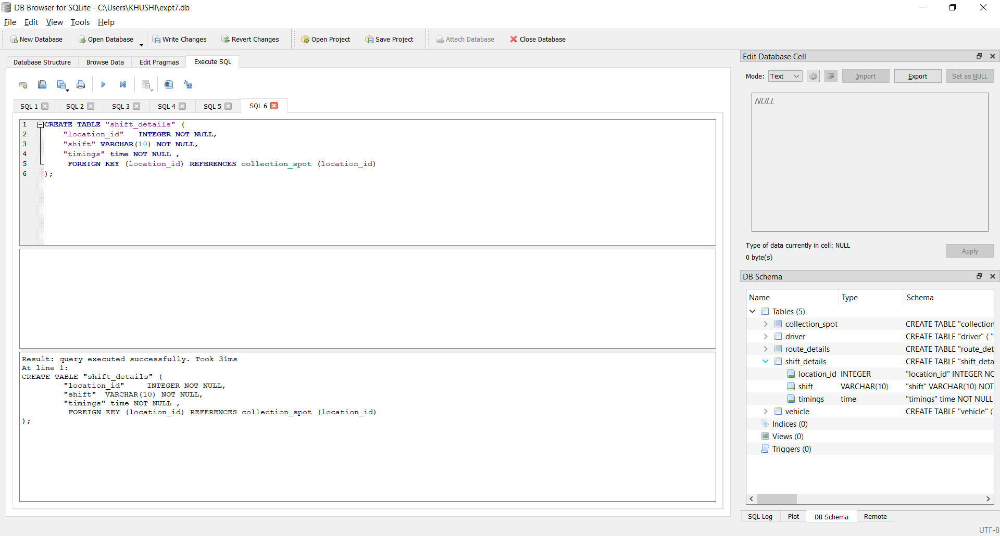 DB Browser for SQLite - C:\Users\KHUSHI\expt7.db
File Edit View Tools Help
New Database Open Database Write Changes Revert Changes Open Project Save Project Attach Database Close Database
Database Structure Browse Data Edit Pragmas Execute SQL
SQL 1 SQL 2 SQL 3 SQL 4 SQL 5 SQL 6
1 CREATE TABLE "shift_details" (
2 "location_id" INTEGER NOT NULL,
3 "shift" VARCHAR(10) NOT NULL,
4 "timings" time NOT NULL ,
5 FOREIGN KEY (location_id) REFERENCES collection_spot (location_id)
6 );
Result: query executed successfully. Took 31ms
At line 1:
CREATE TABLE "shift_details" (
"location_id" INTEGER NOT NULL,
"shift" VARCHAR(10) NOT NULL,
"timings" time NOT NULL ,
FOREIGN KEY (location_id) REFERENCES collection_spot (location_id)
);
Edit Database Cell
Mode: Text Import Export Set as NULL
NULL
Type of data currently in cell: NULL
0 byte(s)
Apply
DB Schema
Name Type Schema
Tables (5)
collection_spot CREATE TABLE "collection
driver CREATE TABLE "driver" ( "
route_details CREATE TABLE "route_det
shift_details CREATE TABLE "shift_deta
location_id INTEGER "location_id" INTEGER NO
shift VARCHAR(10) "shift" VARCHAR(10) NOT
timings time "timings" time NOT NULL
vehicle CREATE TABLE "vehicle" (
Indices (0)
Views (0)
Triggers (0)
SQL Log Plot DB Schema Remote
UTF-8